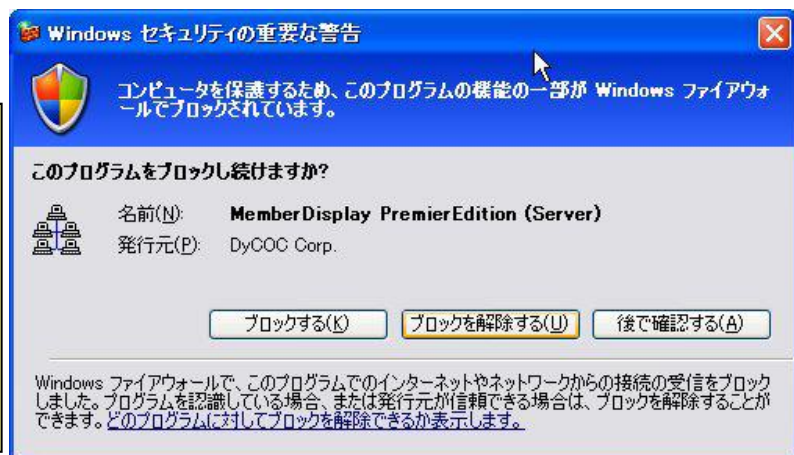 Windows セキュリティの重要な警告
コンピュータを保護するため、このプログラムの機能の一部が Windows ファイアウォ
ールでブロックされています。
このプログラムをブロックし続けますか?
名前(N): MemberDisplay PremierEdition (Server)
発行元(P): DyCOC Corp.
ブロックする(K) ブロックを解除する(U) 後で確認する(A)
Windows ファイアウォールで、このプログラムでのインターネットやネットワークからの接続の受信をブロック
しました。プログラムを認識している場合、または発行元が信頼できる場合は、ブロックを解除することが
できます。どのプログラムに対してブロックを解除できるか表示します。